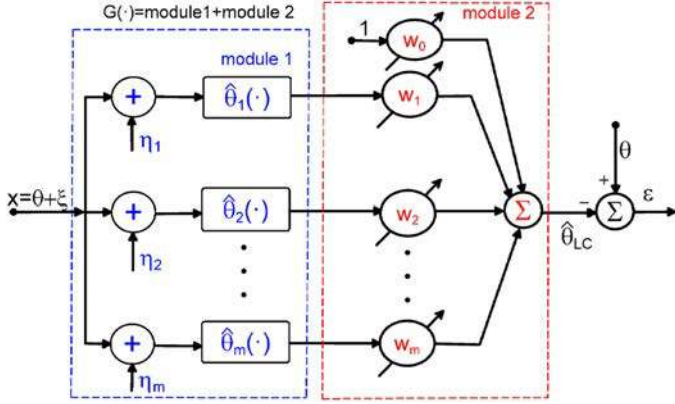 G(·)=module1+module 2
module 2
module 1
1
w₀
+
θ̂₁(·)
w₁
η₁
θ
+
x=θ+ξ
+
θ̂₂(·)
w₂
Σ
−
Σ
ε
θ̂LC
η₂
+
θ̂ₘ(·)
wₘ
ηₘ